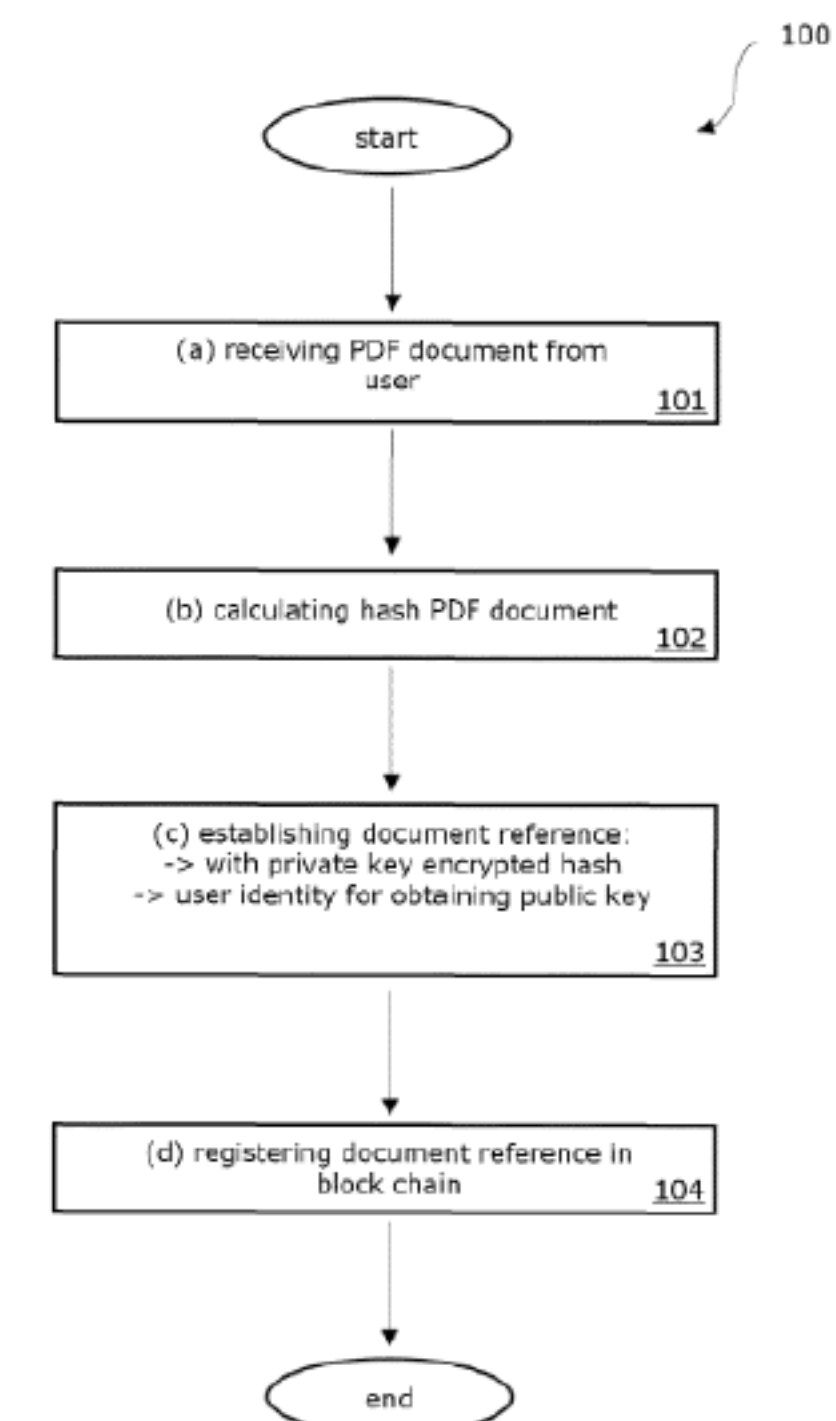 100
start
(a) receiving PDF document from
user
101
(b) calculating hash PDF document
102
(c) establishing document reference:
-> with private key encrypted hash
-> user identity for obtaining public key
103
(d) registering document reference in
block chain
104
end